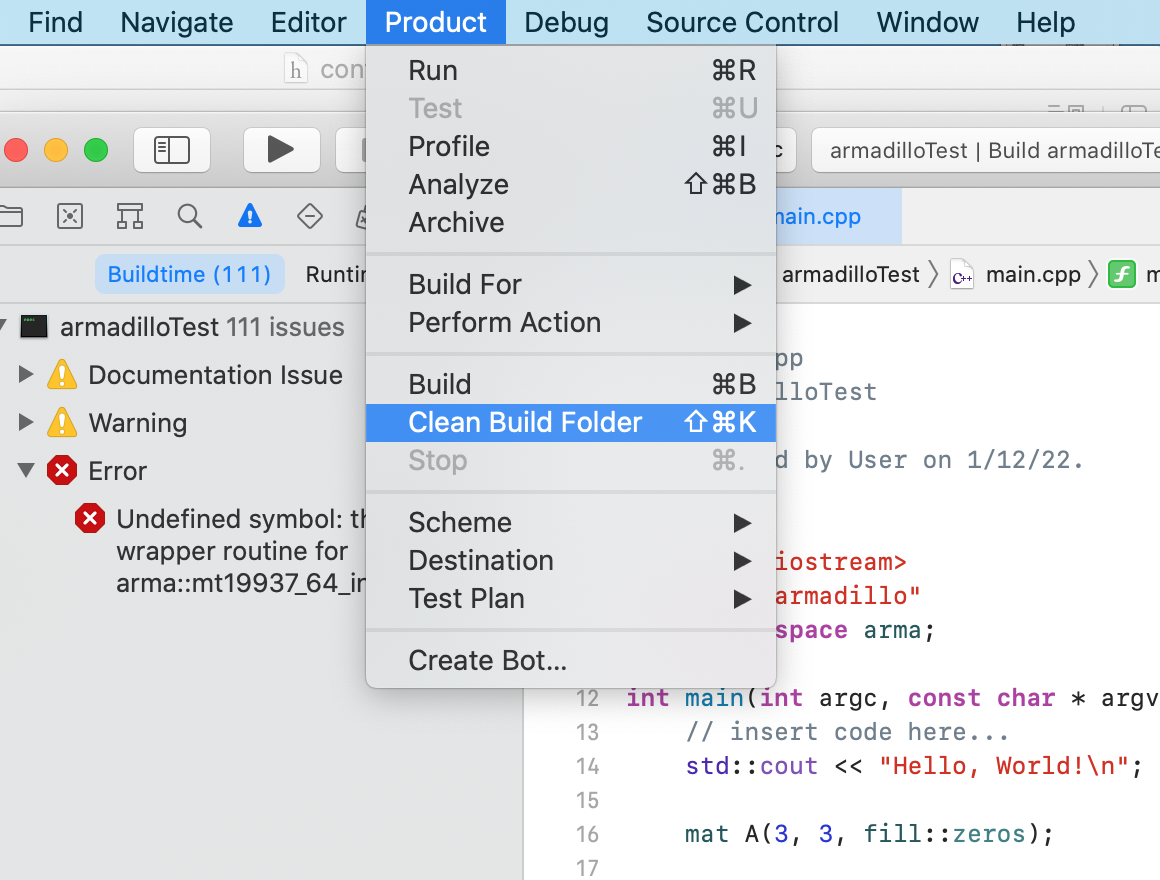 Find Navigate Editor Product Debug Source Control Window Help
h
Run ⌘R
Test ⌘U
Profile ⌘I
Analyze ⇧⌘B
Archive
Build For ▶
Perform Action ▶
Build ⌘B
Clean Build Folder ⇧⌘K
Stop ⌘.
Scheme ▶
Destination ▶
Test Plan ▶
Create Bot...
armadilloTest | Build armadilloTe
main.cpp
Buildtime (111) Runtin
armadilloTest 〉 C++ main.cpp 〉 f m
armadilloTest 111 issues
Documentation Issue
Warning
Error
Undefined symbol: th
wrapper routine for
arma::mt19937_64_in
pp
lloTest
d by User on 1/12/22.
iostream>
armadillo"
space arma;
12 int main(int argc, const char * argv
13 // insert code here...
14 std::cout << "Hello, World!\n";
15
16 mat A(3, 3, fill::zeros);
17